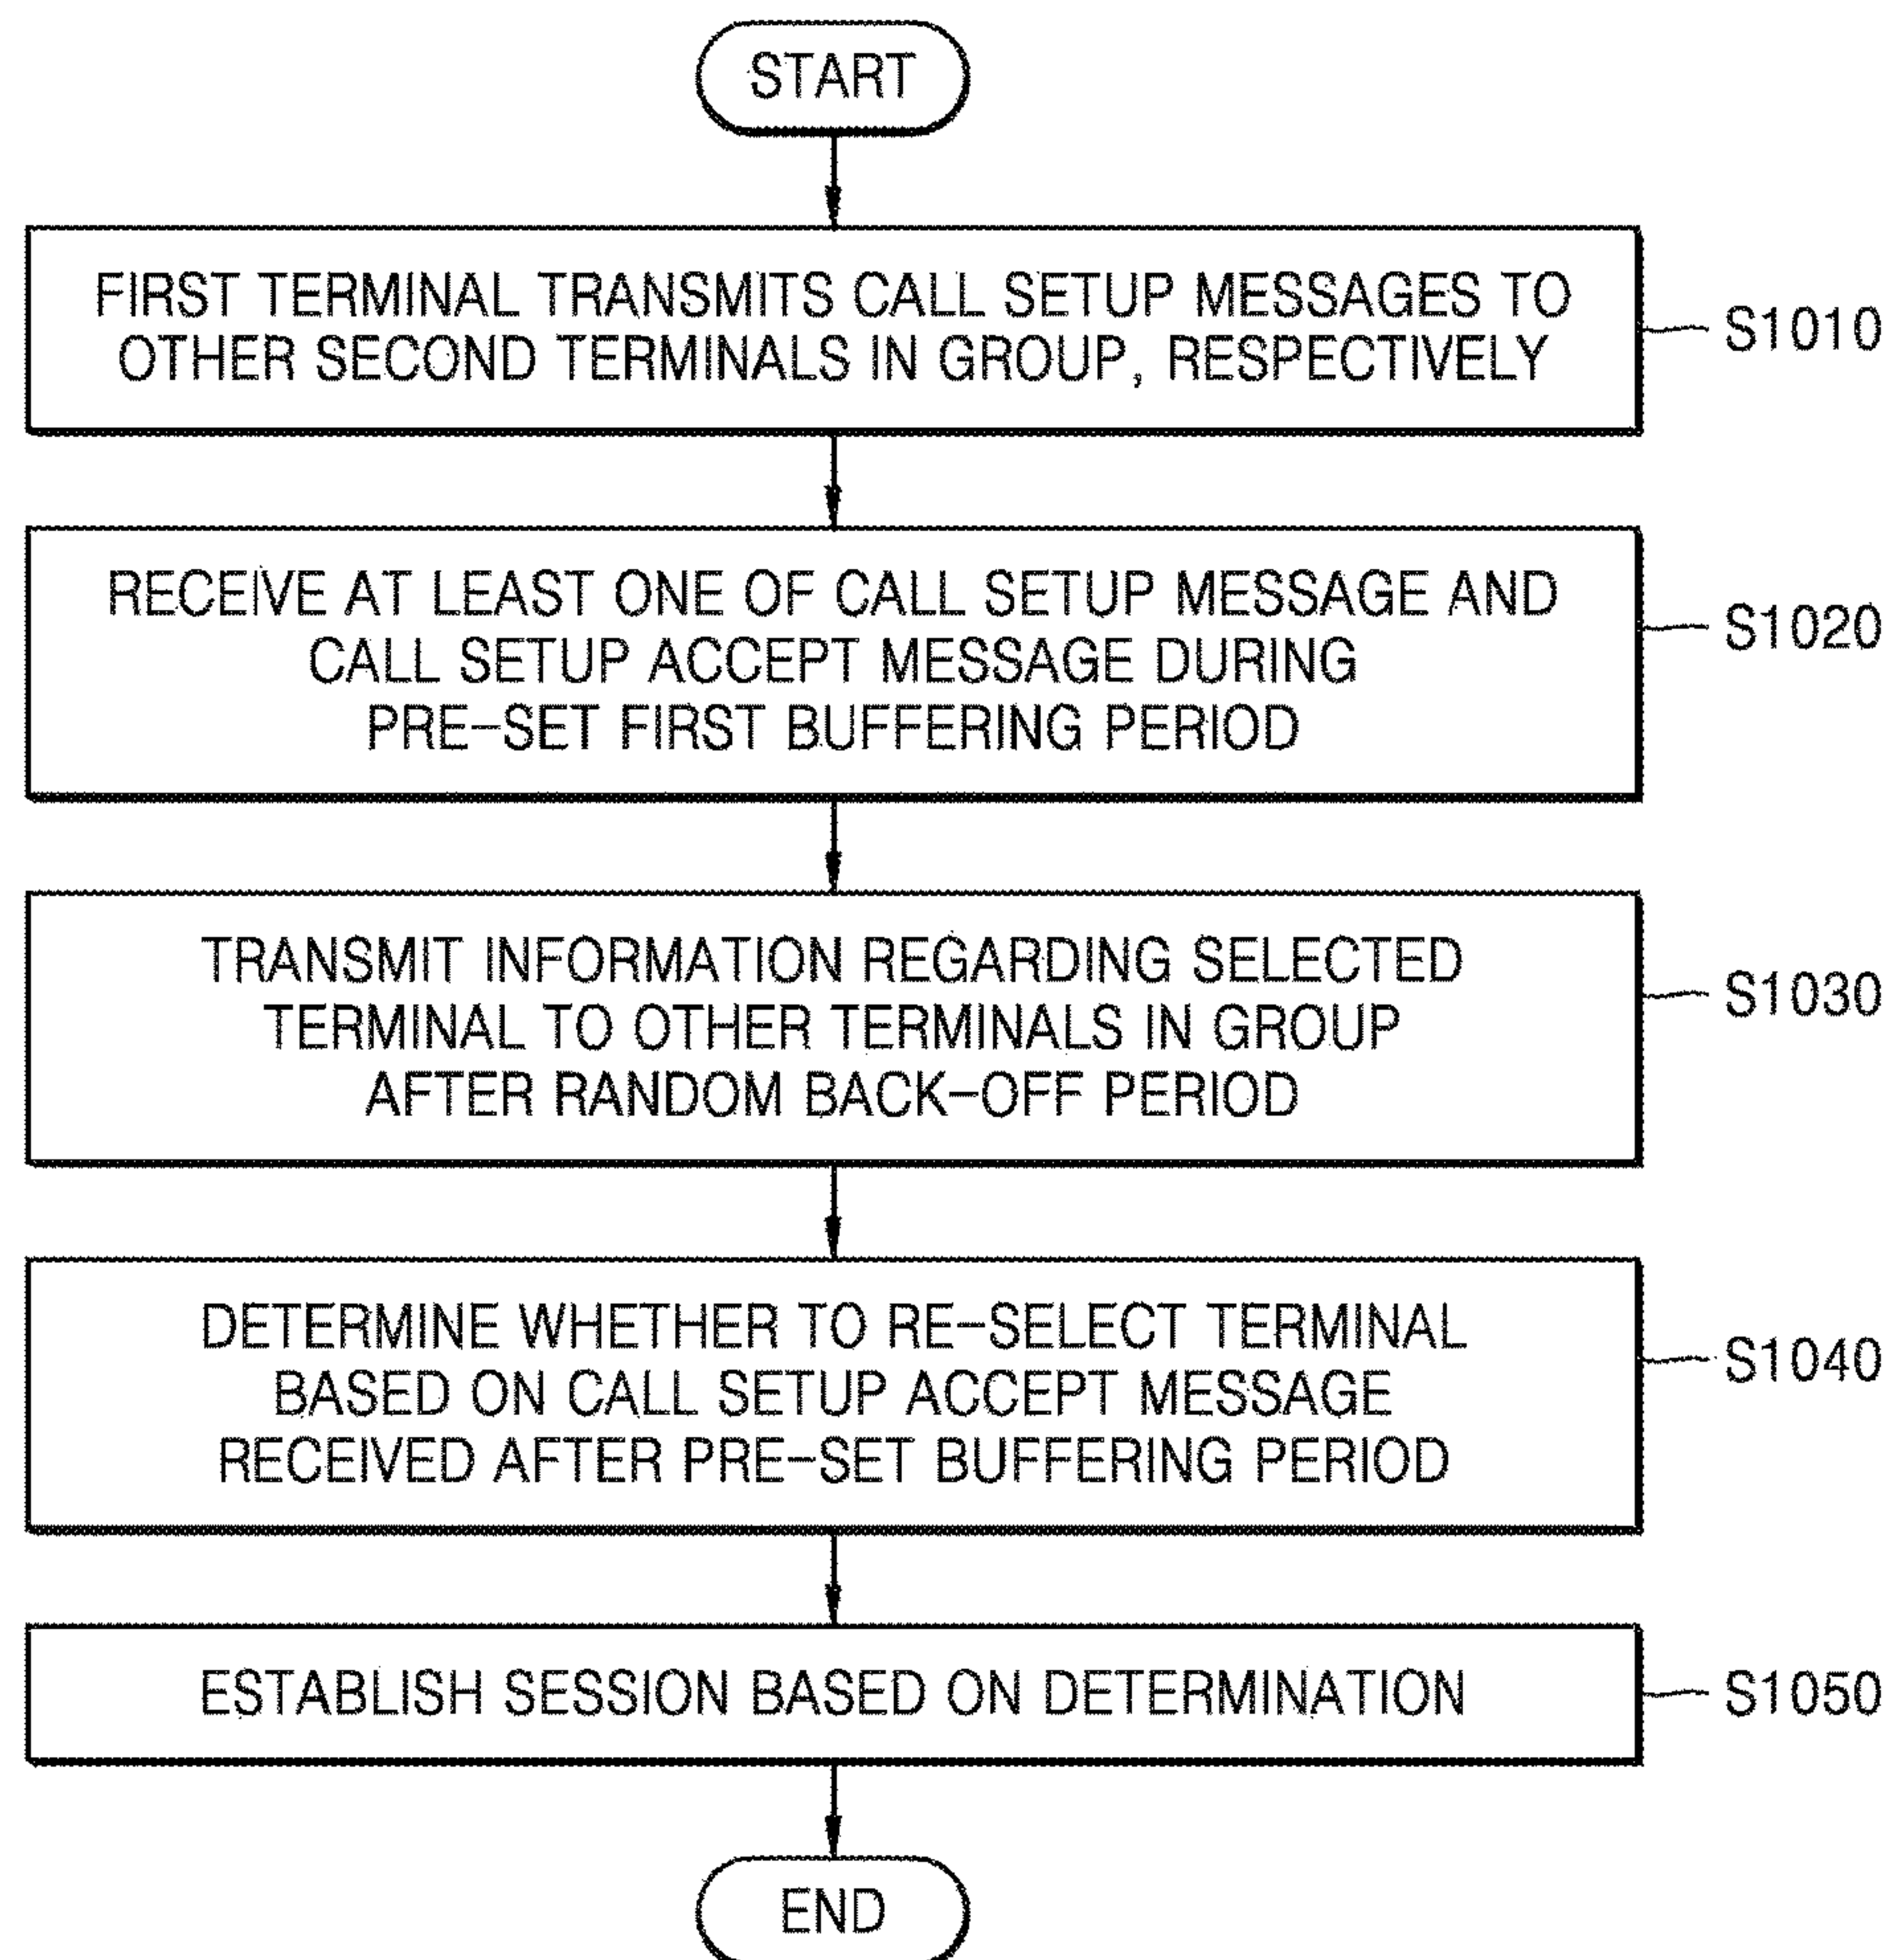 START
FIRST TERMINAL TRANSMITS CALL SETUP MESSAGES TO
OTHER SECOND TERMINALS IN GROUP, RESPECTIVELY
S1010
RECEIVE AT LEAST ONE OF CALL SETUP MESSAGE AND
CALL SETUP ACCEPT MESSAGE DURING
PRE-SET FIRST BUFFERING PERIOD
S1020
TRANSMIT INFORMATION REGARDING SELECTED
TERMINAL TO OTHER TERMINALS IN GROUP
AFTER RANDOM BACK-OFF PERIOD
S1030
DETERMINE WHETHER TO RE-SELECT TERMINAL
BASED ON CALL SETUP ACCEPT MESSAGE
RECEIVED AFTER PRE-SET BUFFERING PERIOD
S1040
ESTABLISH SESSION BASED ON DETERMINATION
S1050
END